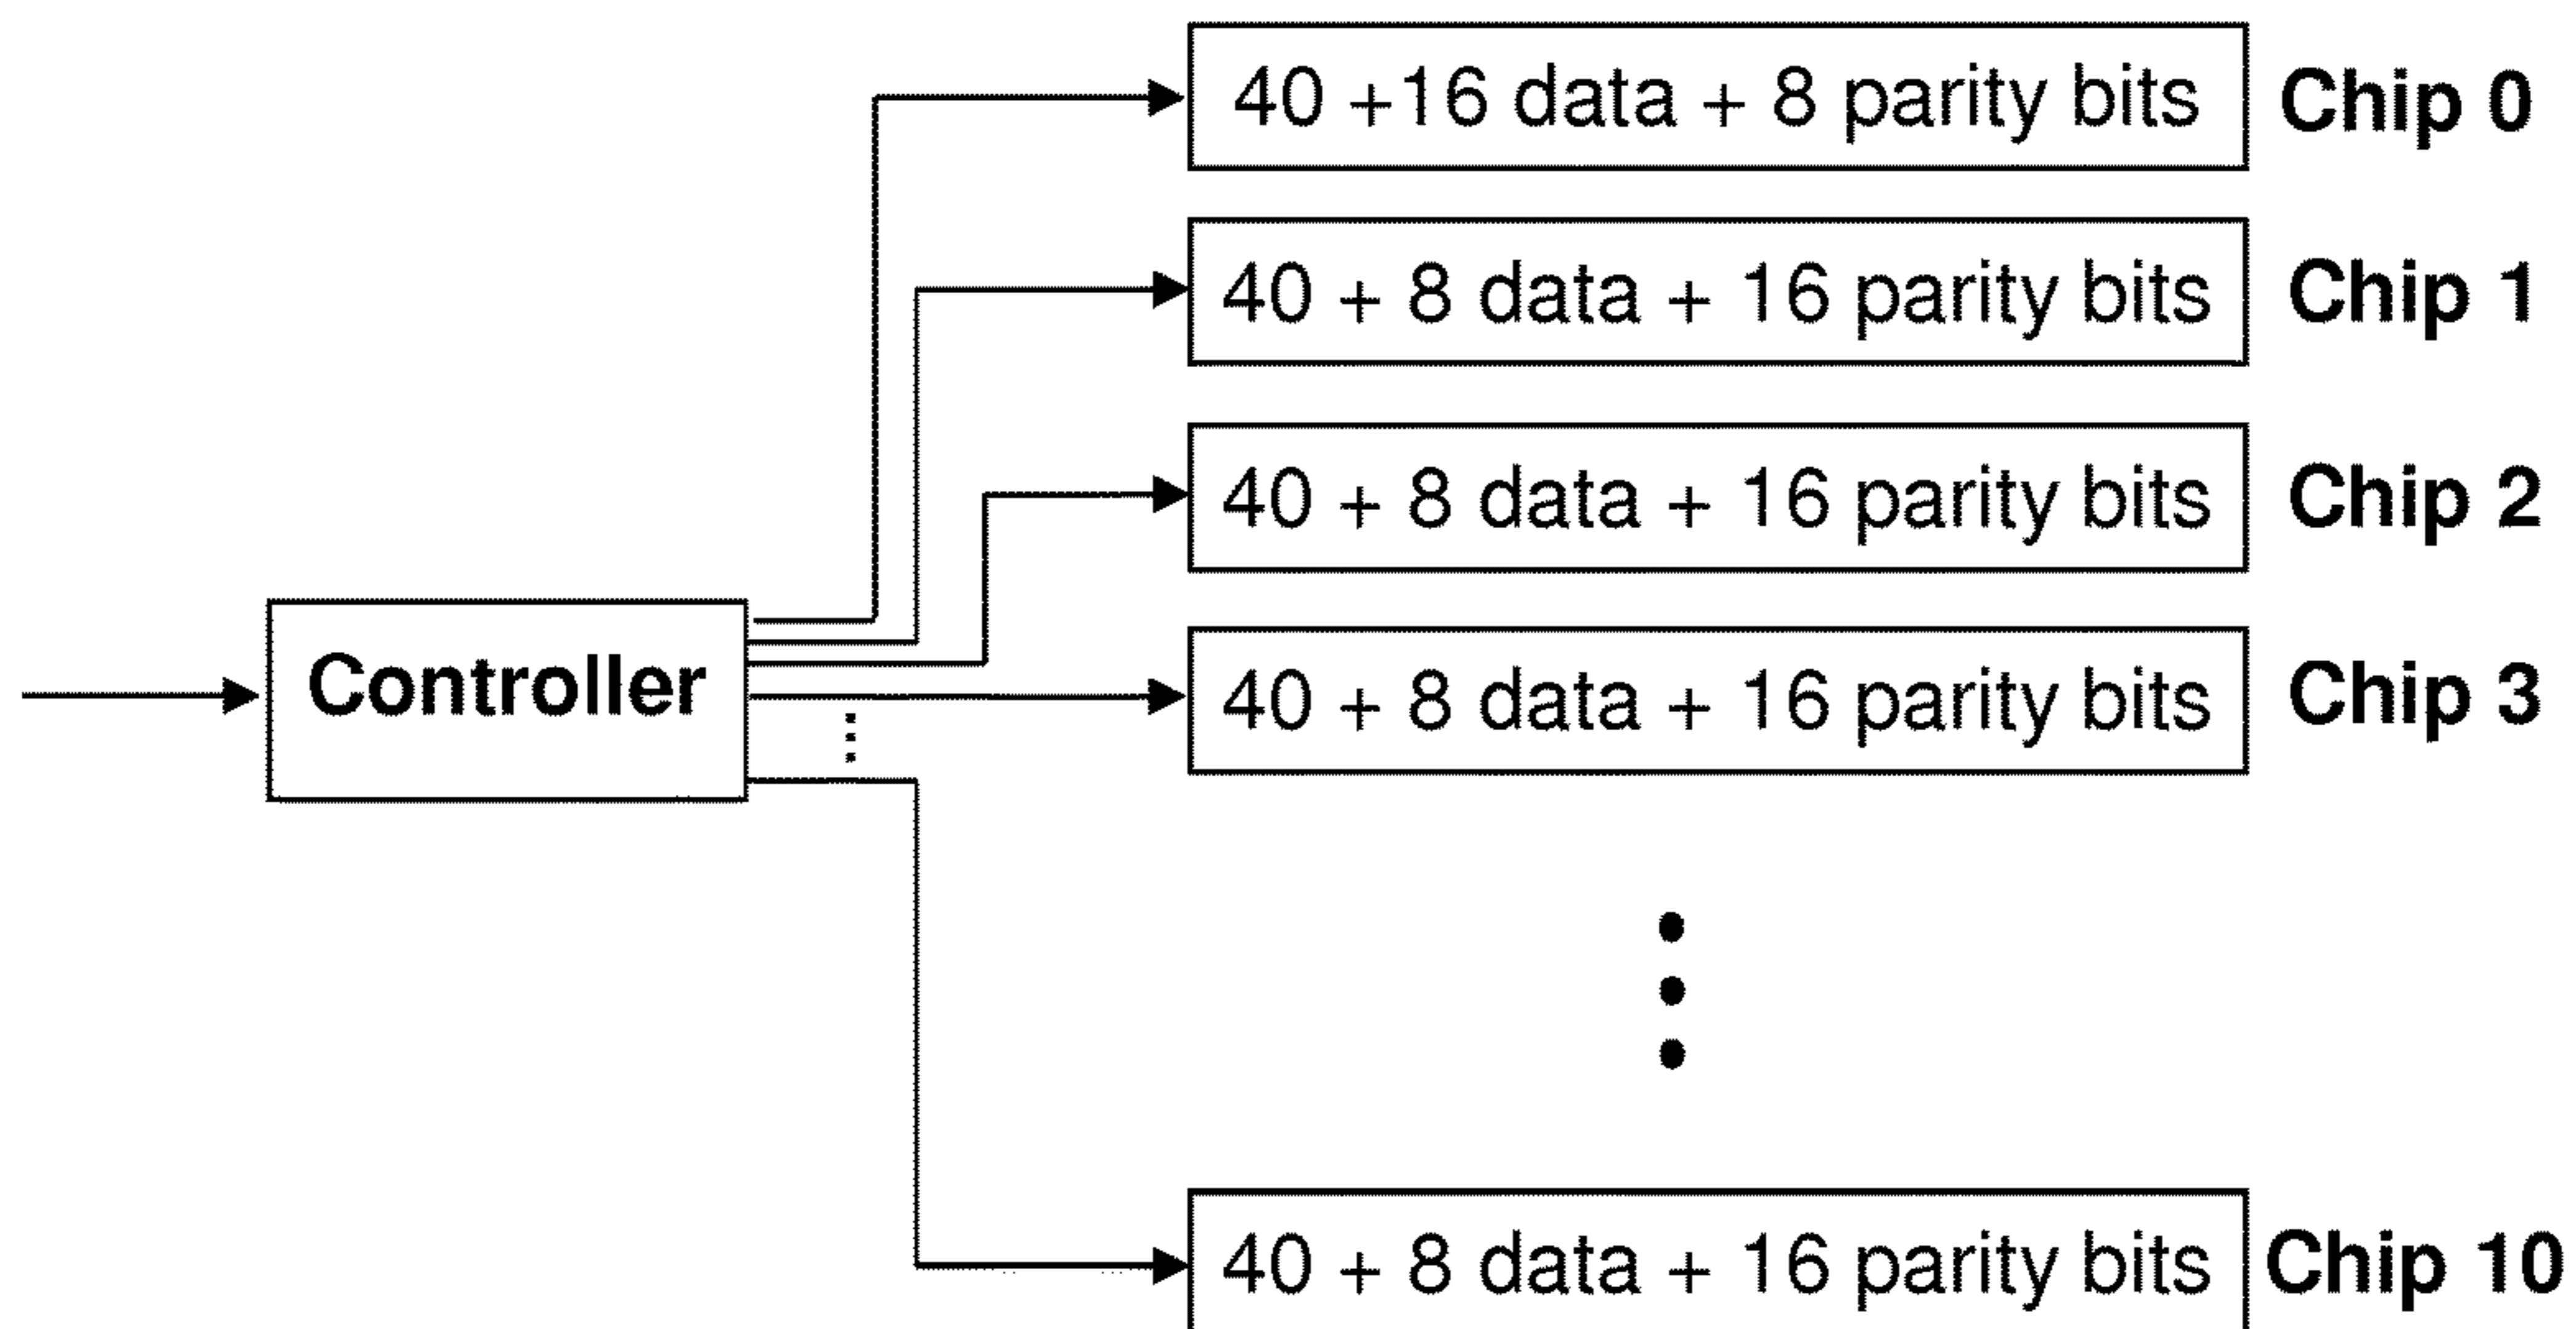 40 +16 data + 8 parity bits Chip 0
40 + 8 data + 16 parity bits Chip 1
40 + 8 data + 16 parity bits Chip 2
Controller
40 + 8 data + 16 parity bits Chip 3
40 + 8 data + 16 parity bits Chip 10